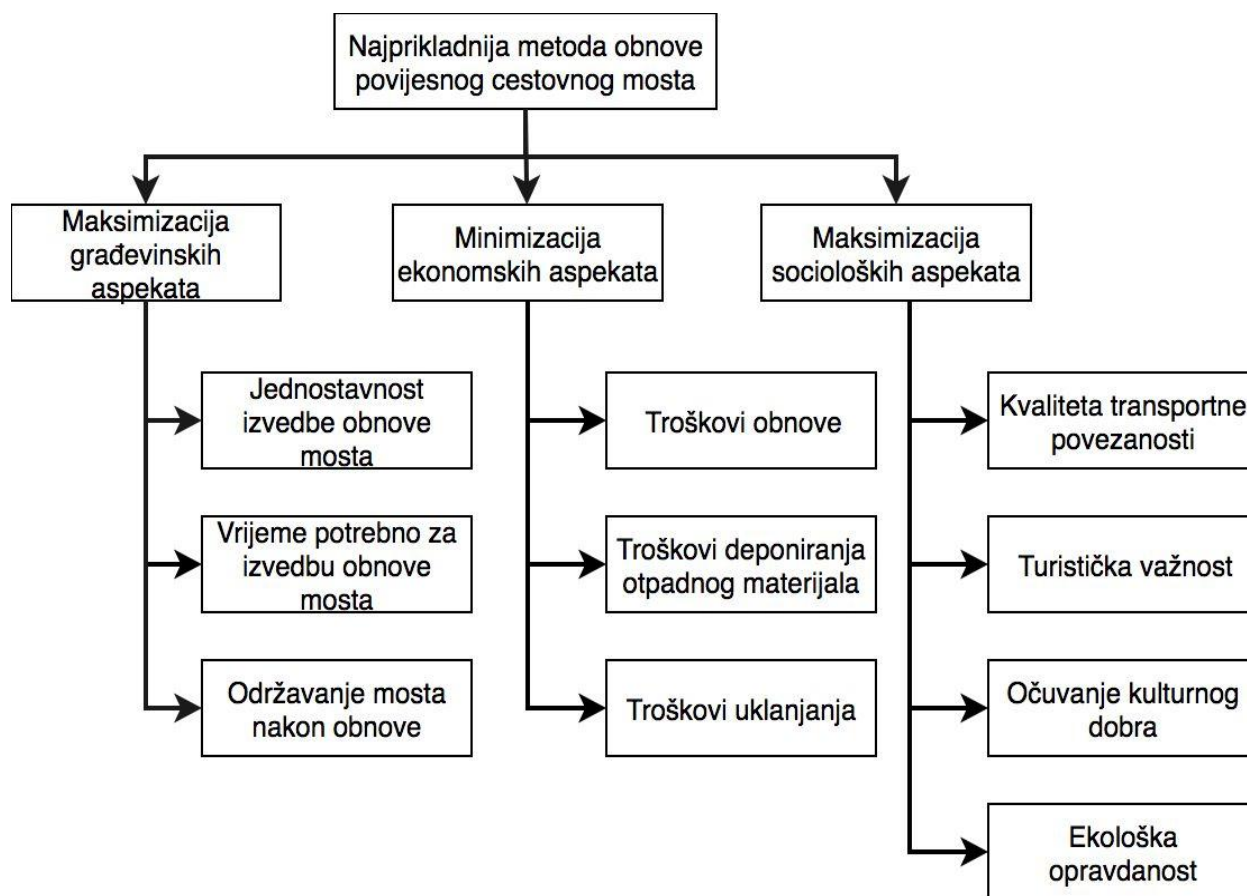 Najprikladnija metoda obnove
povijesnog cestovnog mosta
Maksimizacija
građevinskih
aspekata
Minimizacija
ekonomskih aspekata
Maksimizacija
socioloških aspekata
Jednostavnost
izvedbe obnove
mosta
Vrijeme potrebno za
izvedbu obnove
mosta
Održavanje mosta
nakon obnove
Troškovi obnove
Troškovi deponiranja
otpadnog materijala
Troškovi uklanjanja
Kvaliteta transportne
povezanosti
Turistička važnost
Očuvanje kulturnog
dobra
Ekološka
opravdanost